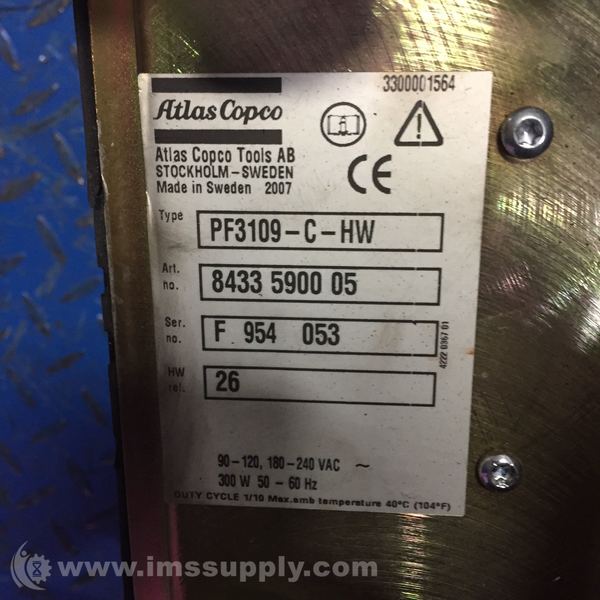 3300001564
Atlas Copco
Atlas Copco Tools AB
STOCKHOLM-SWEDEN
Made in Sweden 2007
CE
Type PF3109-C-HW
Art. no. 8433 5900 05
Ser. no. F 954 053
HW rel. 26
4222 0367 01
90-120, 180-240 VAC ~
300 W 50-60 Hz
DUTY CYCLE 1/10 Max.amb temperature 40°C (104°F)
www.imssupply.com